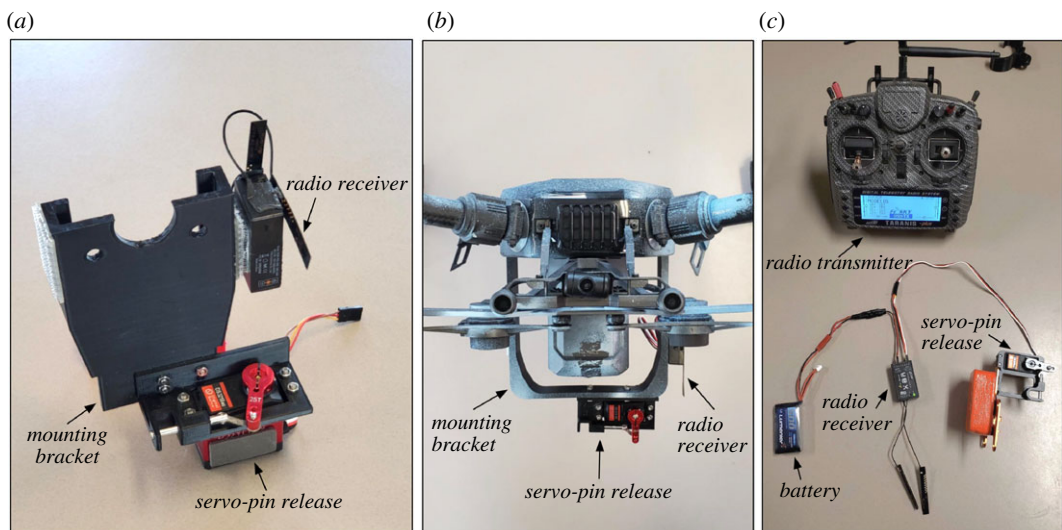 (a)
(b)
(c)
radio receiver
mounting
bracket
servo-pin release
mounting
bracket
servo-pin release
radio
receiver
TARANIS
radio transmitter
servo-pin
release
radio
receiver
battery